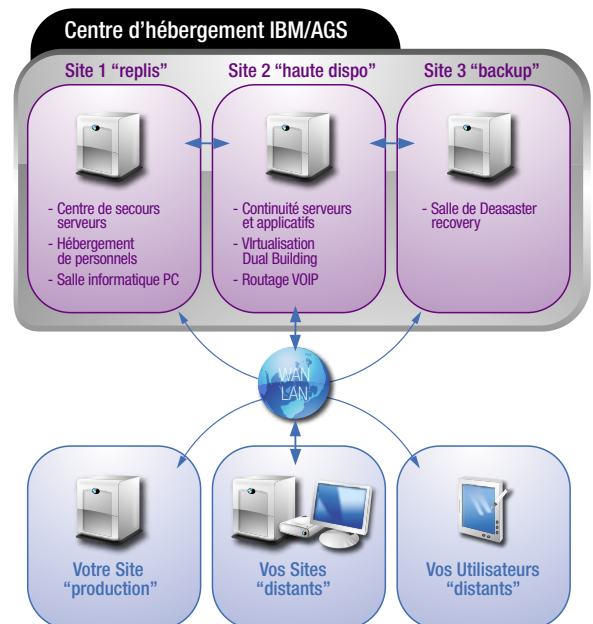 Centre d'hébergement IBM/AGS
Site 1 “replis”
Site 2 “haute dispo”
Site 3 “backup”
- Centre de secours
serveurs
- Hébergement
de personnels
- Salle informatique PC
- Continuité serveurs
et applicatifs
- VIrtualisation
Dual Building
- Routage VOIP
- Salle de Deasaster
recovery
WAN
LAN
Votre Site
“production”
Vos Sites
“distants”
Vos Utilisateurs
“distants”